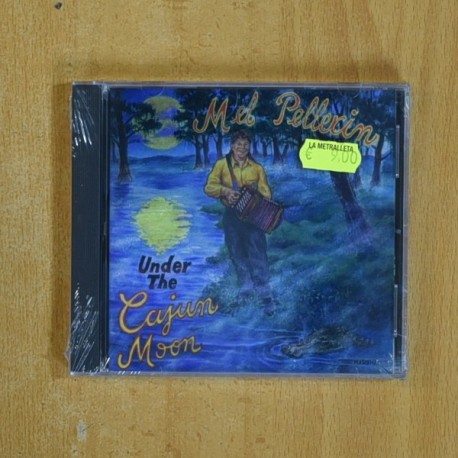 Mel Pellerin
LA METRALLETA
€ 9,00
Under
The
Cajun
Moon